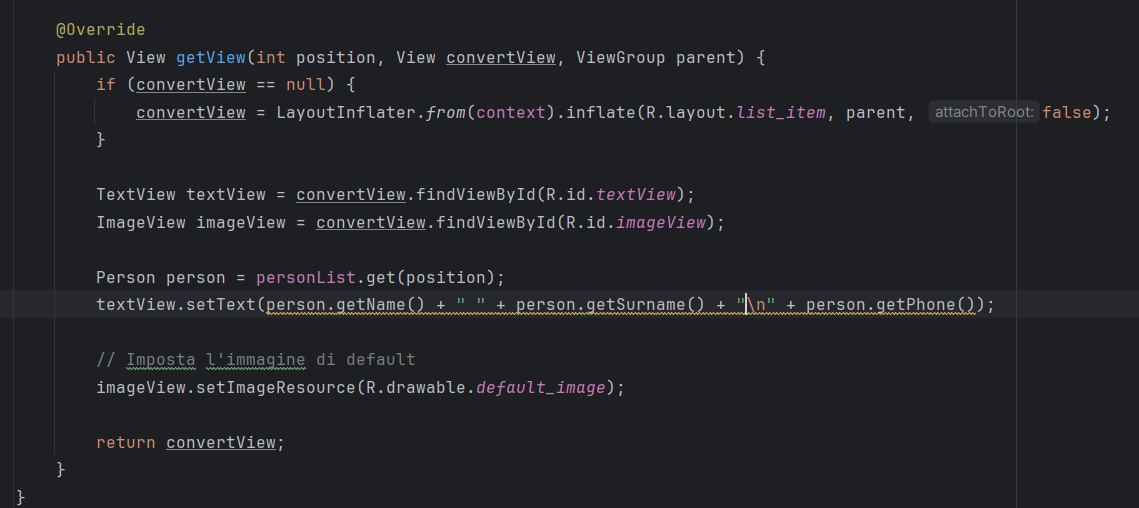 @Override
public View getView(int position, View convertView, ViewGroup parent) {
if (convertView == null) {
convertView = LayoutInflater.from(context).inflate(R.layout.list_item, parent, attachToRoot: false);
}
TextView textView = convertView.findViewById(R.id.textView);
ImageView imageView = convertView.findViewById(R.id.imageView);
Person person = personList.get(position);
textView.setText(person.getName() + " " + person.getSurname() + "\n" + person.getPhone());
// Imposta l'immagine di default
imageView.setImageResource(R.drawable.default_image);
return convertView;
}
}